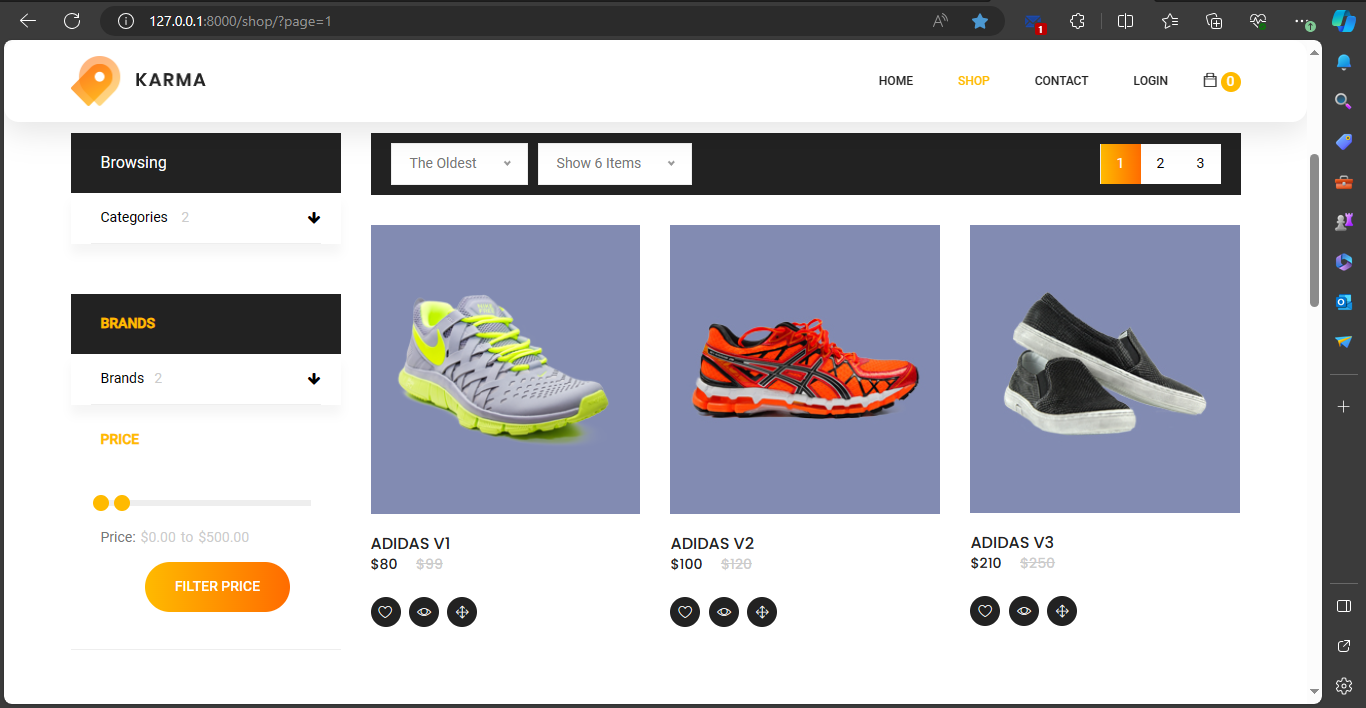 127.0.0.1:8000/shop/?page=1
1
KARMA
HOME
SHOP
CONTACT
LOGIN
0
Browsing
Categories 2
BRANDS
Brands 2
PRICE
Price: $0.00 to $500.00
FILTER PRICE
The Oldest
Show 6 Items
1 2 3
ADIDAS V1
$80 $99
ADIDAS V2
$100 $120
ADIDAS V3
$210 $250